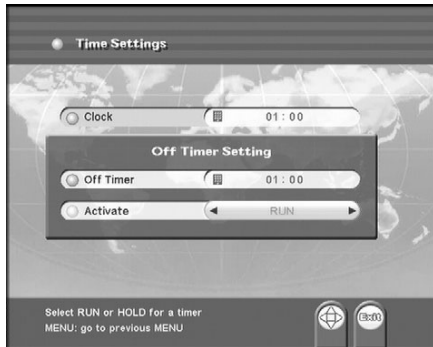 Time Settings
Clock 01 : 00
Off Timer Setting
Off Timer 01 : 00
Activate RUN
Select RUN or HOLD for a timer
MENU: go to previous MENU
Exit